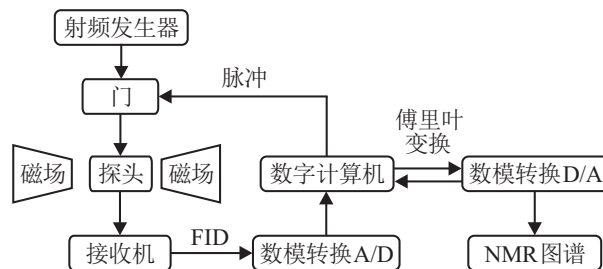 射频发生器
门
脉冲
傅里叶
变换
磁场
探头
磁场
数字计算机
数模转换D/A
接收机
FID
数模转换A/D
NMR图谱